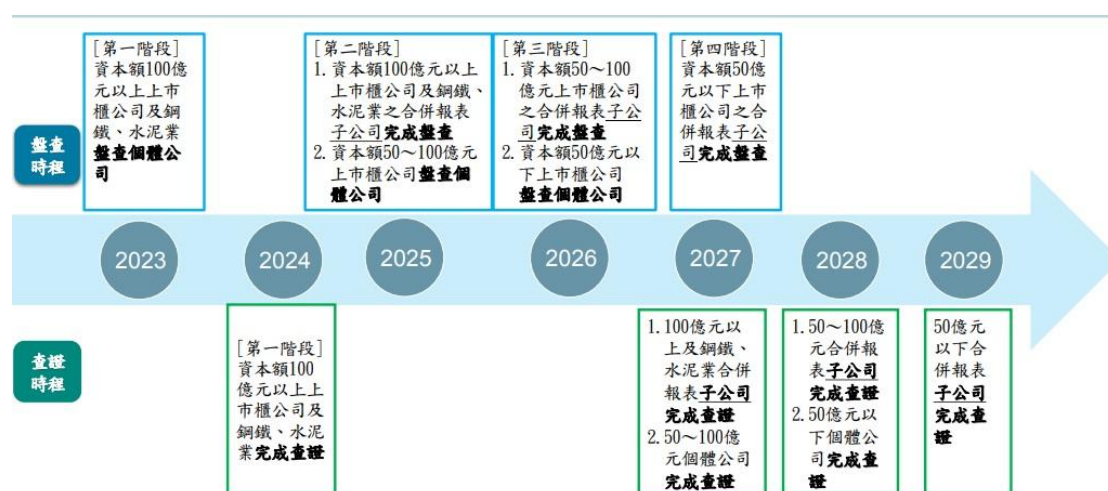 [第一階段]
資本額100億
元以上上市
櫃公司及鋼
鐵、水泥業
盤查個體公
司
[第二階段]
1. 資本額100億元以上
上市櫃公司及鋼鐵、
水泥業之合併報表
子公司完成盤查
2. 資本額50～100億元
上市櫃公司盤查個
體公司
[第三階段]
1. 資本額50～100
億元上市櫃公司
之合併報表子公
司完成盤查
2. 資本額50億元以
下上市櫃公司
盤查個體公司
[第四階段]
資本額50億
元以下上市
櫃公司之合
併報表子公
司完成盤查
盤查
時程
2023
2024
2025
2026
2027
2028
2029
查證
時程
[第一階段]
資本額100
億元以上上
市櫃公司及
鋼鐵、水泥
業完成查證
1.100億元以
上及鋼鐵、
水泥業合併
報表子公司
完成查證
2.50～100億
元個體公司
完成查證
1.50～100億
元合併報
表子公司
完成查證
2.50億元以
下個體公
司完成查
證
50億元
以下合
併報表
子公司
完成查
證